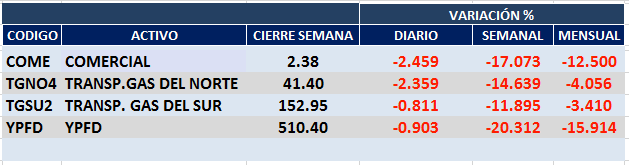 VARIACIÓN %
CODIGO ACTIVO CIERRE SEMANA DIARIO SEMANAL MENSUAL
COME COMERCIAL 2.38 -2.459 -17.073 -12.500
TGNO4 TRANSP.GAS DEL NORTE 41.40 -2.359 -14.639 -4.056
TGSU2 TRANSP. GAS DEL SUR 152.95 -0.811 -11.895 -3.410
YPFD YPFD 510.40 -0.903 -20.312 -15.914